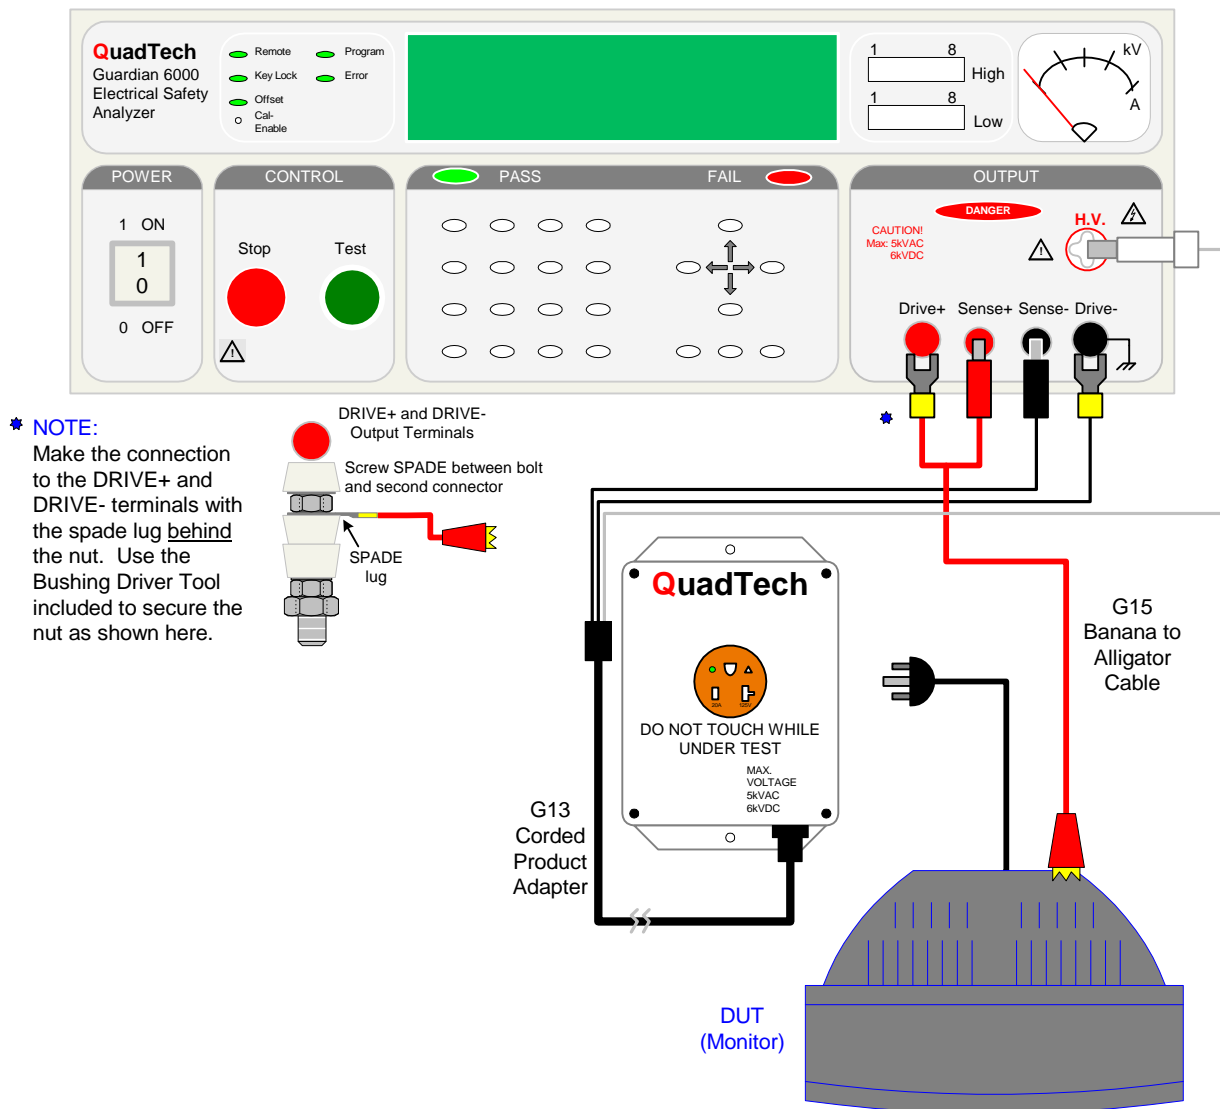 QuadTech
Guardian 6000
Electrical Safety
Analyzer
Remote
Program
Key Lock
Error
Offset
Cal-
Enable
1 8
High
1 8
Low
kV
A
POWER
CONTROL
PASS
FAIL
OUTPUT
1 ON
1
0
0 OFF
Stop
Test
DANGER
CAUTION!
Max: 5kVAC
6kVDC
H.V.
Drive+ Sense+ Sense- Drive-
NOTE:
Make the connection
to the DRIVE+ and
DRIVE- terminals with
the spade lug behind
the nut. Use the
Bushing Driver Tool
included to secure the
nut as shown here.
DRIVE+ and DRIVE-
Output Terminals
Screw SPADE between bolt
and second connector
SPADE
lug
QuadTech
20A 125V
DO NOT TOUCH WHILE
UNDER TEST
MAX.
VOLTAGE
5kVAC
6kVDC
G13
Corded
Product
Adapter
G15
Banana to
Alligator
Cable
DUT
(Monitor)